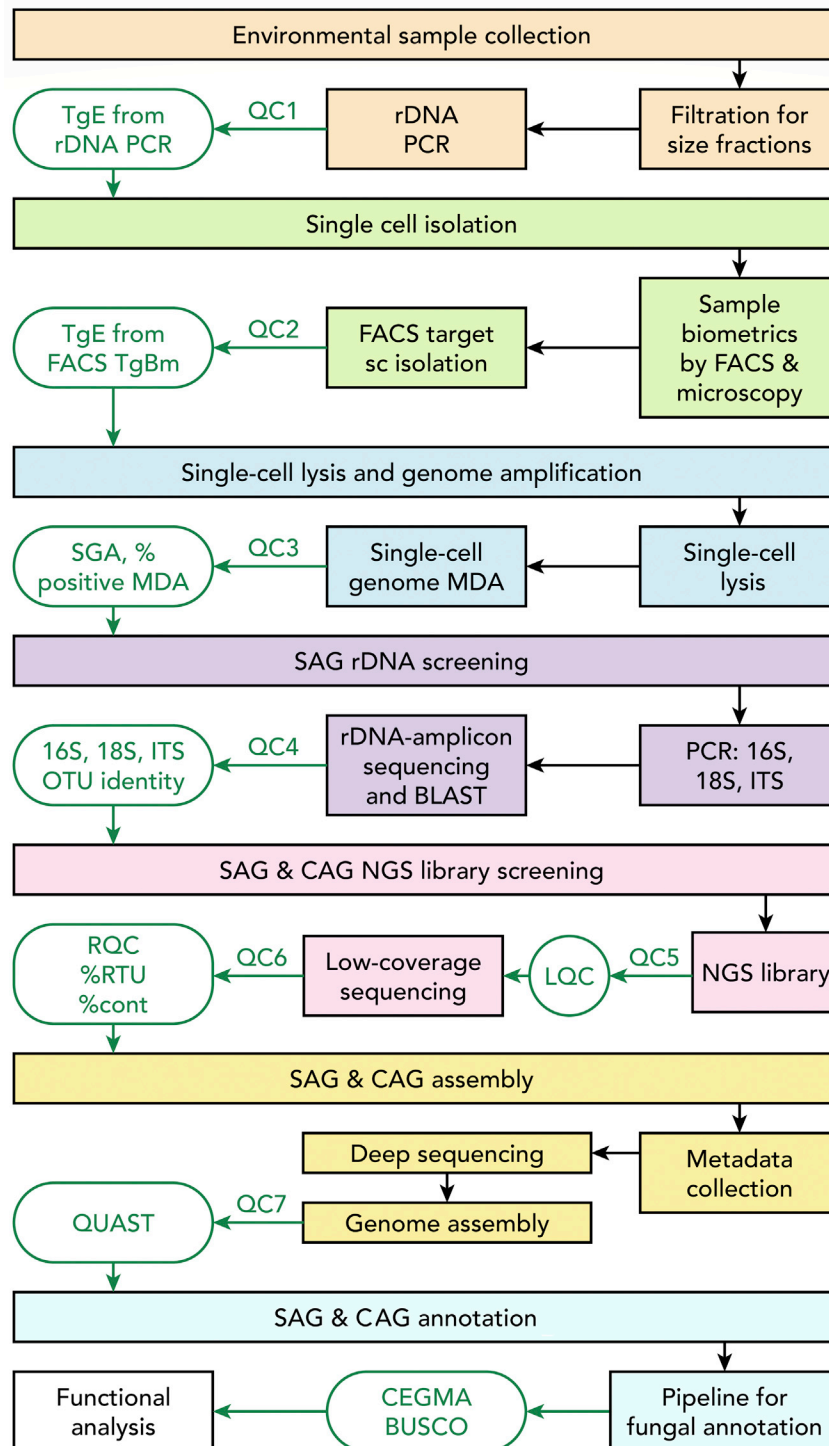 Environmental sample collection
TgE from
rDNA PCR
QC1
rDNA
PCR
Filtration for
size fractions
Single cell isolation
TgE from
FACS TgBm
QC2
FACS target
sc isolation
Sample
biometrics
by FACS &
microscopy
Single-cell lysis and genome amplification
SGA, %
positive MDA
QC3
Single-cell
genome MDA
Single-cell
lysis
SAG rDNA screening
16S, 18S, ITS
OTU identity
QC4
rDNA-amplicon
sequencing
and BLAST
PCR: 16S,
18S, ITS
SAG & CAG NGS library screening
RQC
%RTU
%cont
QC6
Low-coverage
sequencing
LQC
QC5
NGS library
SAG & CAG assembly
Deep sequencing
Metadata
collection
QUAST
QC7
Genome assembly
SAG & CAG annotation
Functional
analysis
CEGMA
BUSCO
Pipeline for
fungal annotation